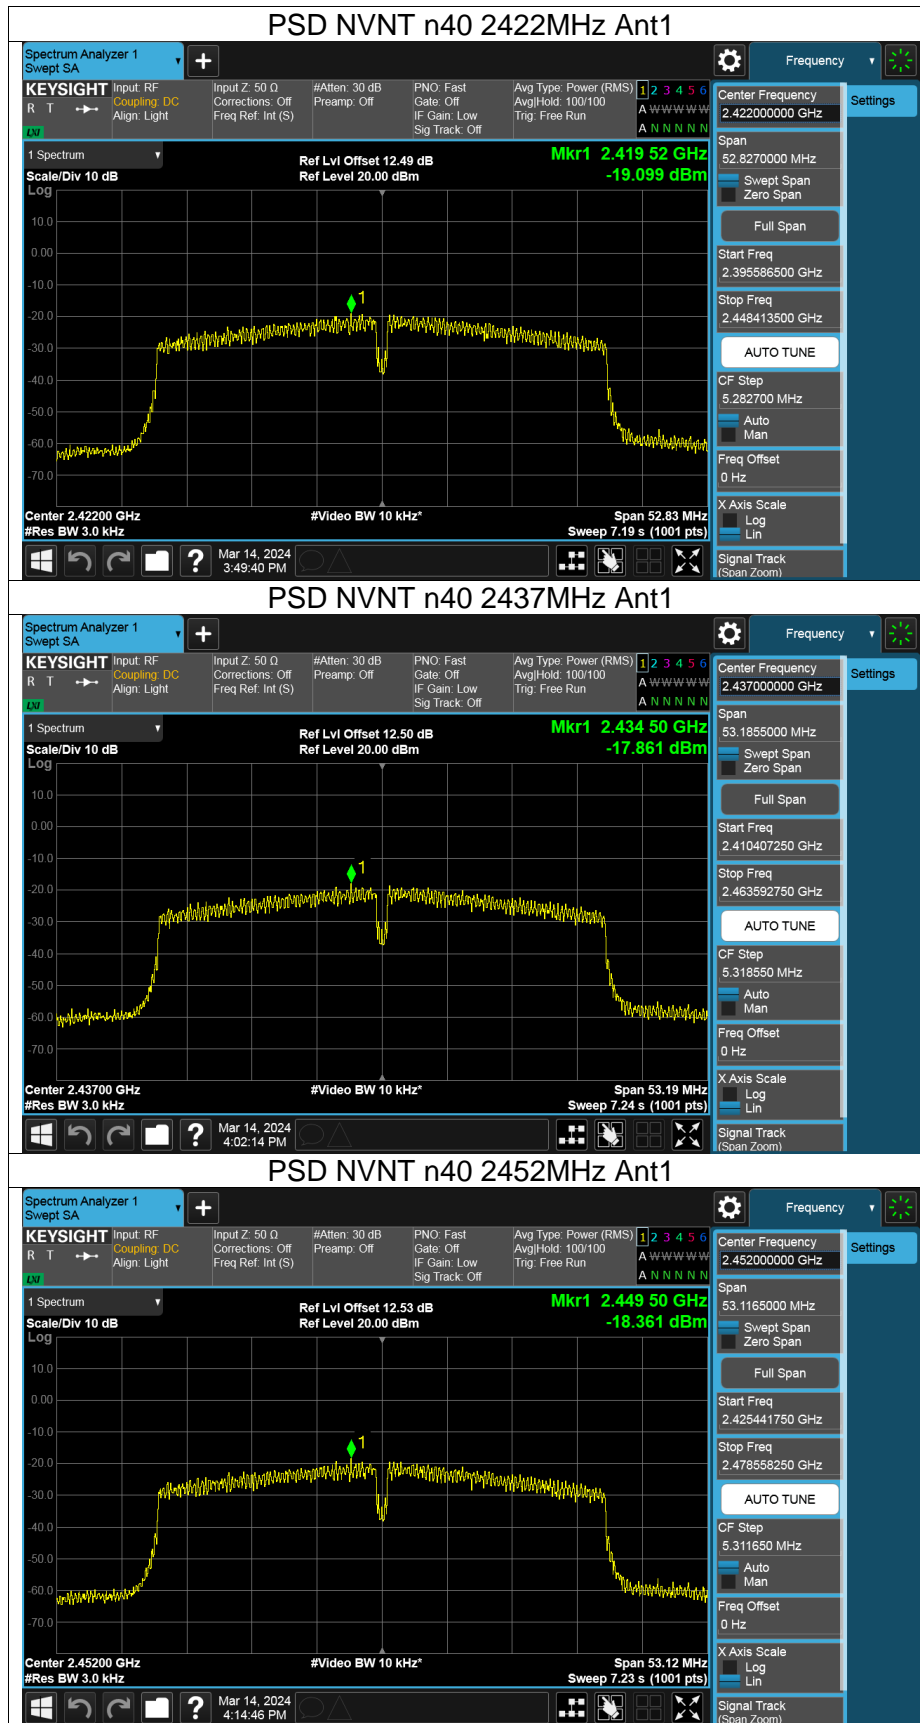 PSD NVNT n40 2422MHz Ant1
Spectrum Analyzer 1
Swept SA
+
Frequency
KEYSIGHT
R T
LXI
Input: RF
Coupling: DC
Align: Light
Input Z: 50 Ω
Corrections: Off
Freq Ref: Int (S)
#Atten: 30 dB
Preamp: Off
PNO: Fast
Gate: Off
IF Gain: Low
Sig Track: Off
Avg Type: Power (RMS)
Avg|Hold: 100/100
Trig: Free Run
1 2 3 4 5 6
A W W W W W
A N N N N N
Center Frequency
2.422000000 GHz
Settings
Span
52.8270000 MHz
Swept Span
Zero Span
Full Span
Start Freq
2.395586500 GHz
Stop Freq
2.448413500 GHz
AUTO TUNE
CF Step
5.282700 MHz
Auto
Man
Freq Offset
0 Hz
X Axis Scale
Log
Lin
Signal Track
(Span Zoom)
1 Spectrum
Scale/Div 10 dB
Ref Lvl Offset 12.49 dB
Ref Level 20.00 dBm
Mkr1 2.419 52 GHz
-19.099 dBm
Log
10.0
0.00
-10.0
1
-20.0
-30.0
-40.0
-50.0
-60.0
-70.0
Center 2.42200 GHz
#Video BW 10 kHz*
Span 52.83 MHz
#Res BW 3.0 kHz
Sweep 7.19 s (1001 pts)
?
Mar 14, 2024
3:49:40 PM
PSD NVNT n40 2437MHz Ant1
Spectrum Analyzer 1
Swept SA
+
Frequency
KEYSIGHT
R T
LXI
Input: RF
Coupling: DC
Align: Light
Input Z: 50 Ω
Corrections: Off
Freq Ref: Int (S)
#Atten: 30 dB
Preamp: Off
PNO: Fast
Gate: Off
IF Gain: Low
Sig Track: Off
Avg Type: Power (RMS)
Avg|Hold: 100/100
Trig: Free Run
1 2 3 4 5 6
A W W W W W
A N N N N N
Center Frequency
2.437000000 GHz
Settings
Span
53.1855000 MHz
Swept Span
Zero Span
Full Span
Start Freq
2.410407250 GHz
Stop Freq
2.463592750 GHz
AUTO TUNE
CF Step
5.318550 MHz
Auto
Man
Freq Offset
0 Hz
X Axis Scale
Log
Lin
Signal Track
(Span Zoom)
1 Spectrum
Scale/Div 10 dB
Ref Lvl Offset 12.50 dB
Ref Level 20.00 dBm
Mkr1 2.434 50 GHz
-17.861 dBm
Log
10.0
0.00
-10.0
1
-20.0
-30.0
-40.0
-50.0
-60.0
-70.0
Center 2.43700 GHz
#Video BW 10 kHz*
Span 53.19 MHz
#Res BW 3.0 kHz
Sweep 7.24 s (1001 pts)
?
Mar 14, 2024
4:02:14 PM
PSD NVNT n40 2452MHz Ant1
Spectrum Analyzer 1
Swept SA
+
Frequency
KEYSIGHT
R T
LXI
Input: RF
Coupling: DC
Align: Light
Input Z: 50 Ω
Corrections: Off
Freq Ref: Int (S)
#Atten: 30 dB
Preamp: Off
PNO: Fast
Gate: Off
IF Gain: Low
Sig Track: Off
Avg Type: Power (RMS)
Avg|Hold: 100/100
Trig: Free Run
1 2 3 4 5 6
A W W W W W
A N N N N N
Center Frequency
2.452000000 GHz
Settings
Span
53.1165000 MHz
Swept Span
Zero Span
Full Span
Start Freq
2.425441750 GHz
Stop Freq
2.478558250 GHz
AUTO TUNE
CF Step
5.311650 MHz
Auto
Man
Freq Offset
0 Hz
X Axis Scale
Log
Lin
Signal Track
(Span Zoom)
1 Spectrum
Scale/Div 10 dB
Ref Lvl Offset 12.53 dB
Ref Level 20.00 dBm
Mkr1 2.449 50 GHz
-18.361 dBm
Log
10.0
0.00
-10.0
1
-20.0
-30.0
-40.0
-50.0
-60.0
-70.0
Center 2.45200 GHz
#Video BW 10 kHz*
Span 53.12 MHz
#Res BW 3.0 kHz
Sweep 7.23 s (1001 pts)
?
Mar 14, 2024
4:14:46 PM